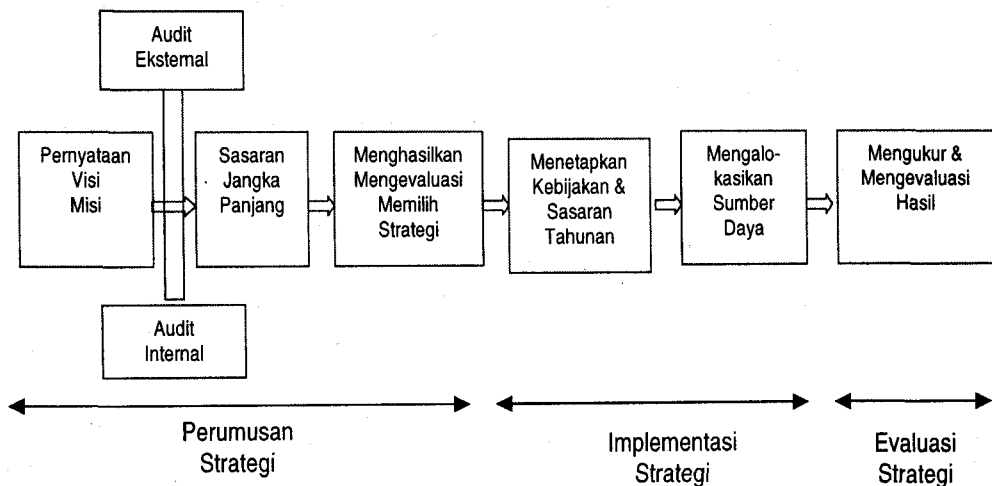 Audit
Eksternal
Pernyataan
Visi
Misi
Sasaran
Jangka
Panjang
Menghasilkan
Mengevaluasi
Memilih
Strategi
Menetapkan
Kebijakan &
Sasaran
Tahunan
Mengalo-
kasikan
Sumber
Daya
Mengukur &
Mengevaluasi
Hasil
Audit
Internal
Perumusan
Strategi
Implementasi
Strategi
Evaluasi
Strategi